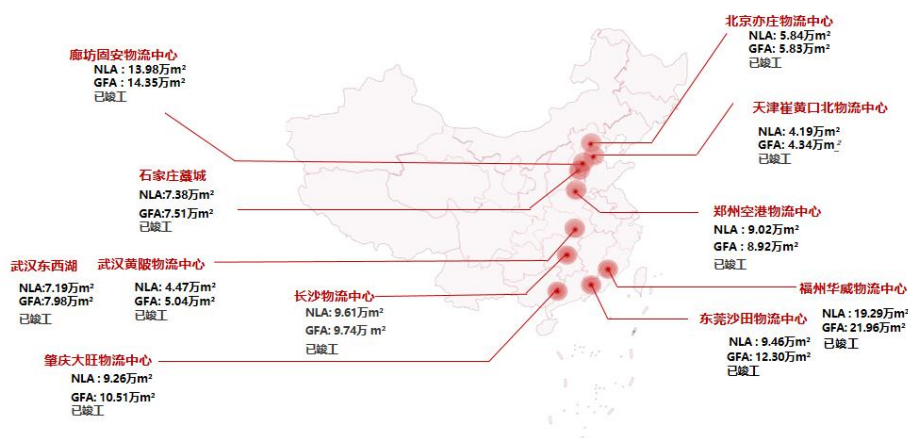 北京亦庄物流中心
NLA: 5.84万m²
GFA: 5.83万m²
已竣工
廊坊固安物流中心
NLA : 13.98万m²
GFA : 14.35万m²
已竣工
天津崔黄口北物流中心
NLA: 4.19万m²
GFA: 4.34万m²
已竣工
石家庄藁城
NLA:7.38万m²
GFA:7.51万m²
已竣工
郑州空港物流中心
NLA : 9.02万m²
GFA : 8.92万m²
已竣工
武汉东西湖
NLA:7.19万m²
GFA:7.98万m²
已竣工
武汉黄陂物流中心
NLA: 4.47万m²
GFA: 5.04万m²
已竣工
长沙物流中心
NLA: 9.61万m²
GFA: 9.74万 m²
已竣工
福州华威物流中心
NLA : 19.29万m²
GFA: 21.96万m²
已竣工
东莞沙田物流中心
NLA : 9.46万m²
GFA: 12.30万m²
已竣工
肇庆大旺物流中心
NLA : 9.26万m²
GFA: 10.51万m²
已竣工